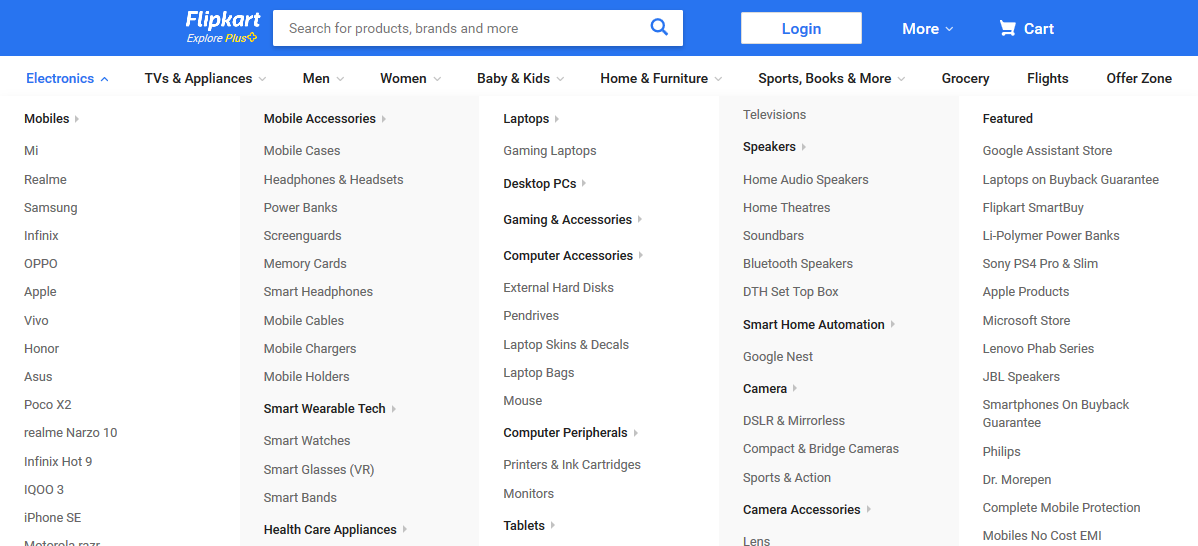 Flipkart
Explore Plus
Search for products, brands and more
Login
More
Cart
Electronics
TVs & Appliances
Men
Women
Baby & Kids
Home & Furniture
Sports, Books & More
Grocery
Flights
Offer Zone
Mobiles
Mi
Realme
Samsung
Infinix
OPPO
Apple
Vivo
Honor
Asus
Poco X2
realme Narzo 10
Infinix Hot 9
IQOO 3
iPhone SE
Motorola razr
Mobile Accessories
Mobile Cases
Headphones & Headsets
Power Banks
Screenguards
Memory Cards
Smart Headphones
Mobile Cables
Mobile Chargers
Mobile Holders
Smart Wearable Tech
Smart Watches
Smart Glasses (VR)
Smart Bands
Health Care Appliances
Laptops
Gaming Laptops
Desktop PCs
Gaming & Accessories
Computer Accessories
External Hard Disks
Pendrives
Laptop Skins & Decals
Laptop Bags
Mouse
Computer Peripherals
Printers & Ink Cartridges
Monitors
Tablets
Televisions
Speakers
Home Audio Speakers
Home Theatres
Soundbars
Bluetooth Speakers
DTH Set Top Box
Smart Home Automation
Google Nest
Camera
DSLR & Mirrorless
Compact & Bridge Cameras
Sports & Action
Camera Accessories
Lens
Featured
Google Assistant Store
Laptops on Buyback Guarantee
Flipkart SmartBuy
Li-Polymer Power Banks
Sony PS4 Pro & Slim
Apple Products
Microsoft Store
Lenovo Phab Series
JBL Speakers
Smartphones On Buyback
Guarantee
Philips
Dr. Morepen
Complete Mobile Protection
Mobiles No Cost EMI